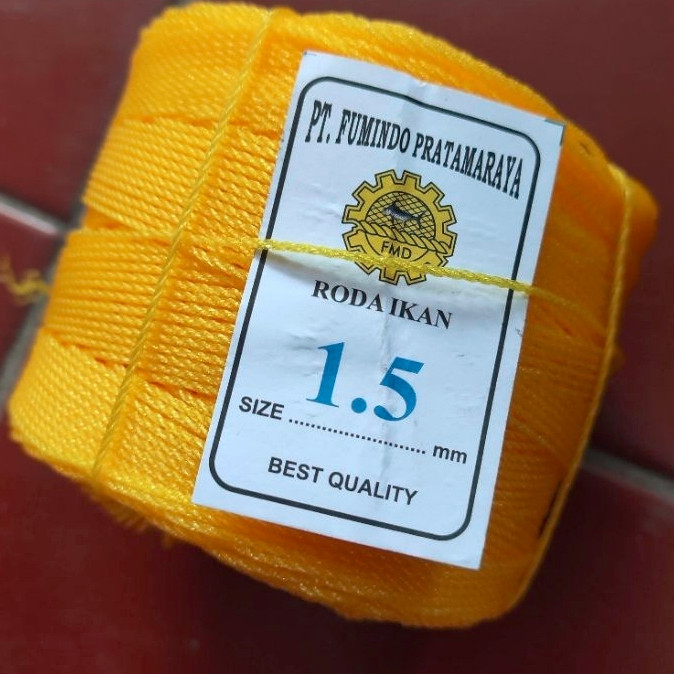 PT. FUMINDO PRATAMARAYA
FMD
RODA IKAN
1.5
SIZE ........................ mm
BEST QUALITY